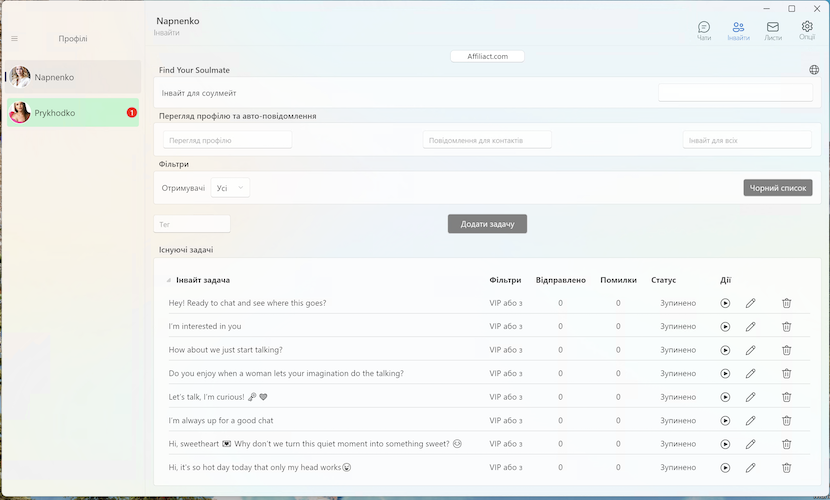 Napnenko
Інвайти
Чати
Інвайти
Листи
Опції
Профілі
Napnenko
Prykhodko
1
Affiliact.com
Find Your Soulmate
Інвайт для соулмейт
Перегляд профілю та авто-повідомлення
Перегляд профілю
Повідомлення для контактів
Інвайт для всіх
Фільтри
Отримувачі Усі
Чорний список
Тег
Додати задачу
Існуючі задачі
Інвайт задача Фільтри Відправлено Помилки Статус Дії
Hey! Ready to chat and see where this goes? VIP або з 0 0 Зупинено
I'm interested in you VIP або з 0 0 Зупинено
How about we just start talking? VIP або з 0 0 Зупинено
Do you enjoy when a woman lets your imagination do the talking? VIP або з 0 0 Зупинено
Let's talk, I'm curious! VIP або з 0 0 Зупинено
I'm always up for a good chat VIP або з 0 0 Зупинено
Hi, sweetheart 💌 Why don't we turn this quiet moment into something sweet? VIP або з 0 0 Зупинено
Hi, it's so hot day today that only my head works VIP або з 0 0 Зупинено